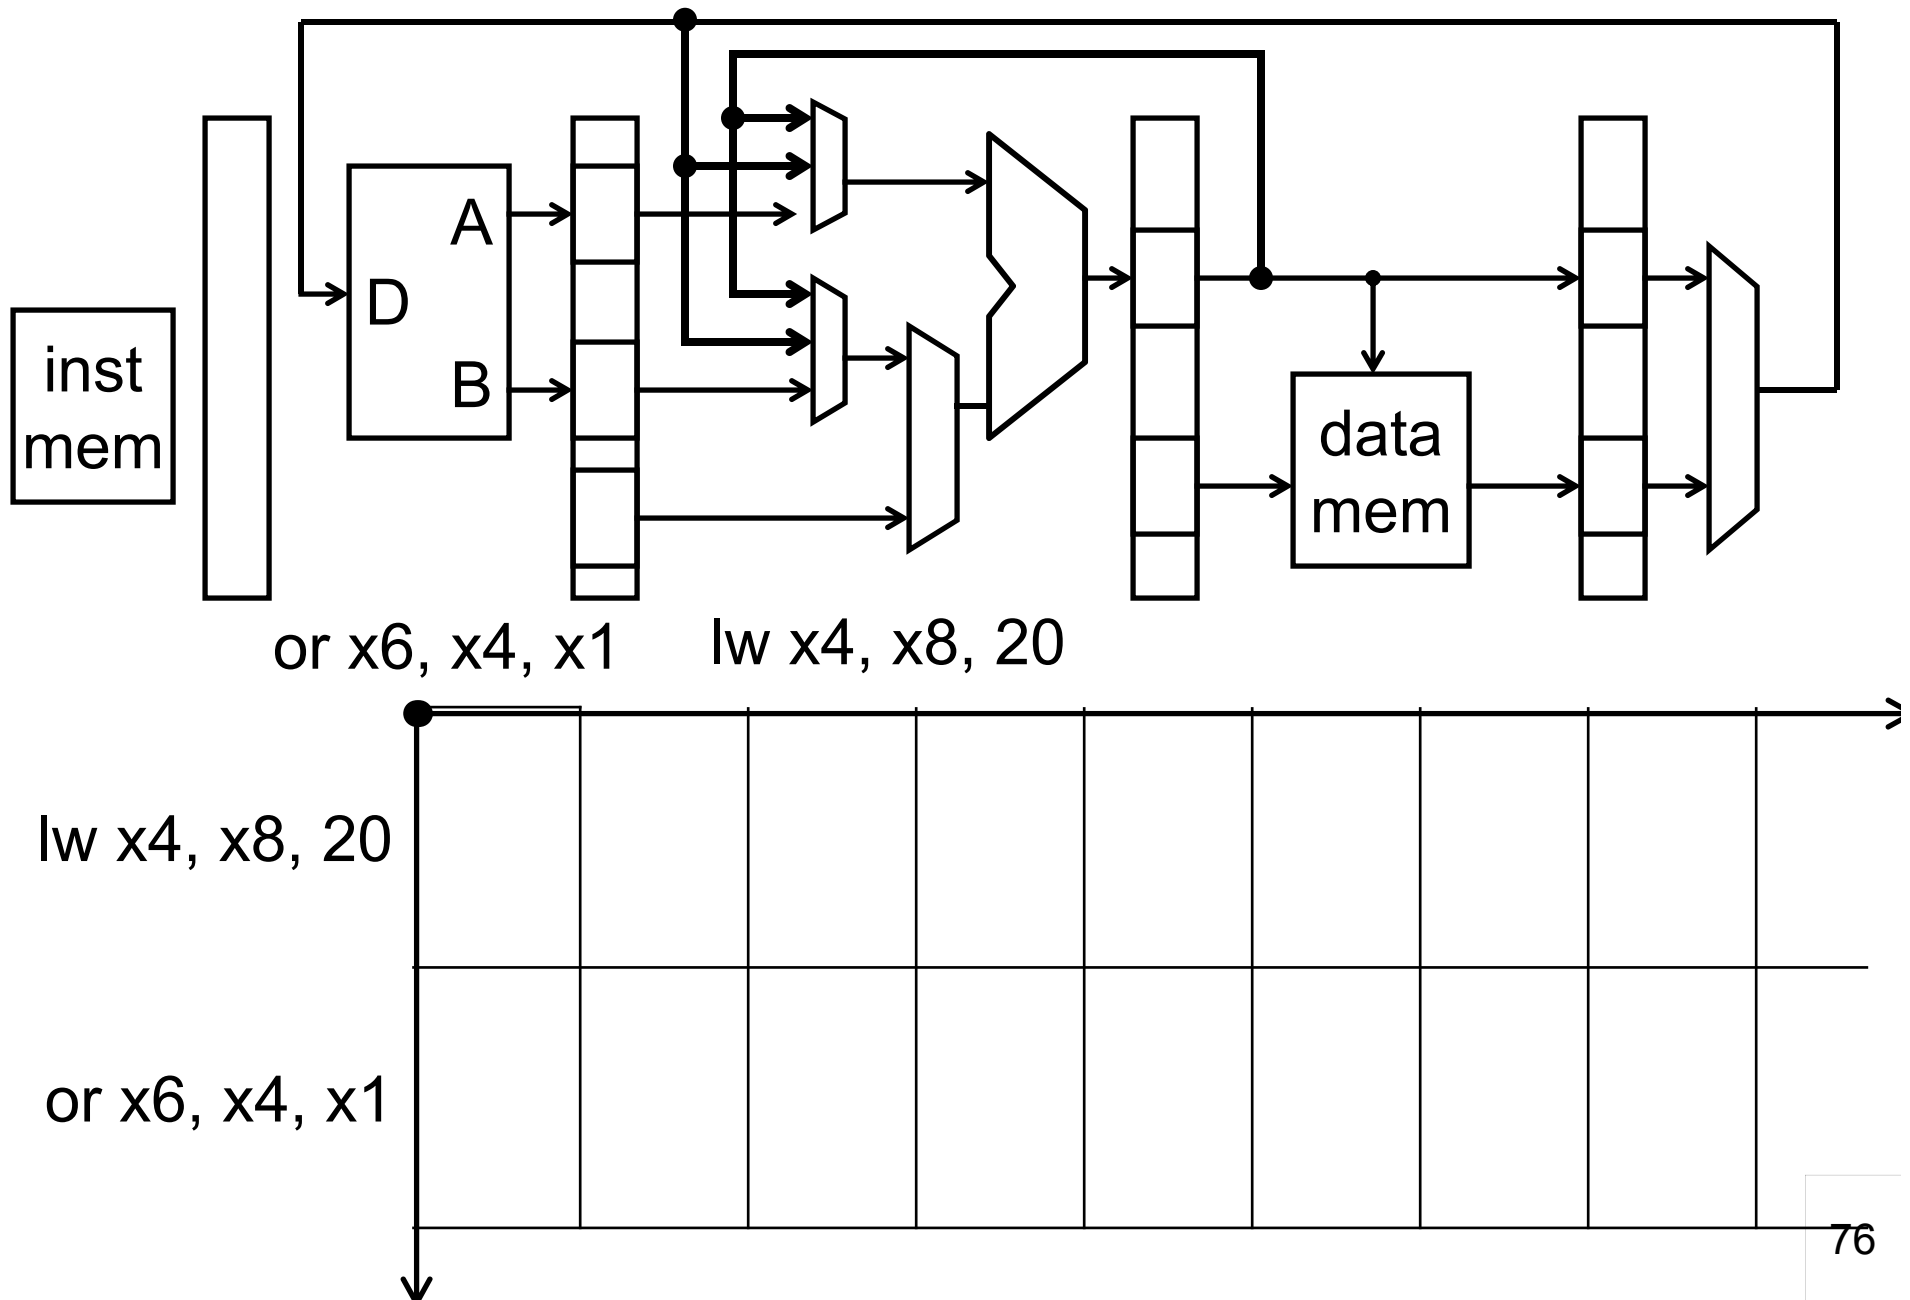 A
D
B
inst
mem
data
mem
or x6, x4, x1
lw x4, x8, 20
lw x4, x8, 20
or x6, x4, x1
76